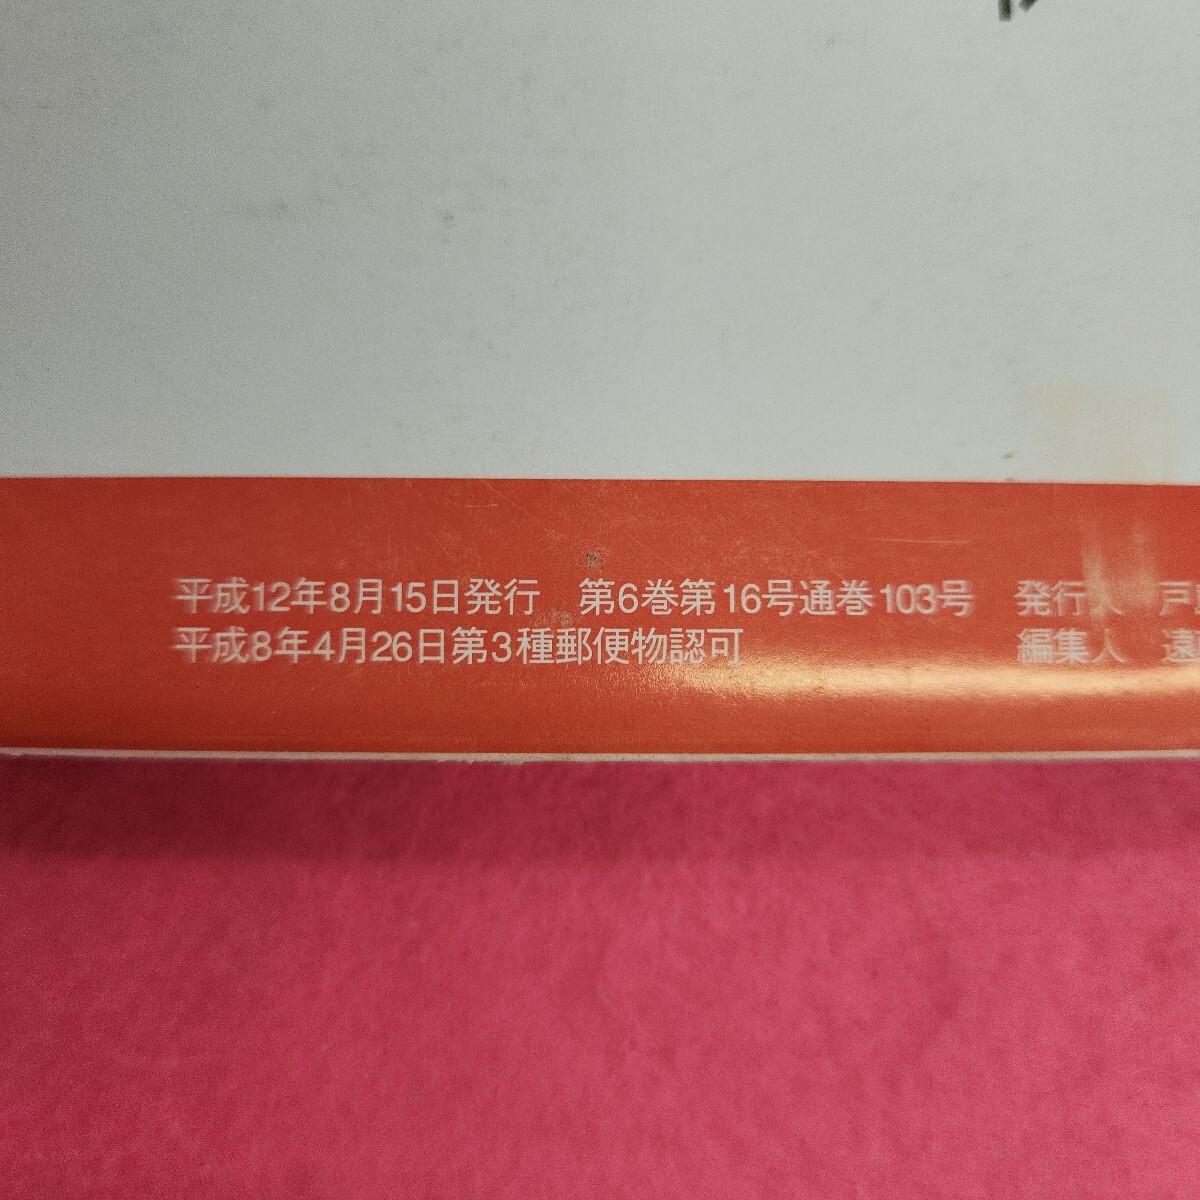 平成12年8月15日発行　第6巻第16号通巻103号　発行人　戸
平成8年4月26日第3種郵便物認可　編集人　遠